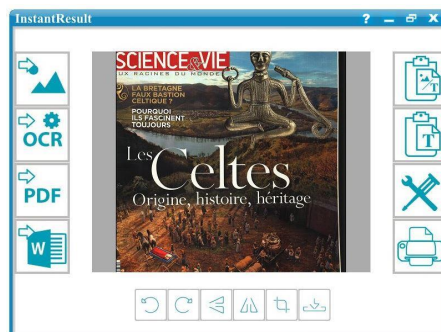 InstantResult
SCIENCE&VIE
UX RACINES DU MONDE
LA BRETAGNE
FAUX BASTION
CELTIQUE ?
POURQUOI
ILS FASCINENT
TOUJOURS
Les
Celtes
Origine, histoire, héritage
OCR
PDF
W
T
T